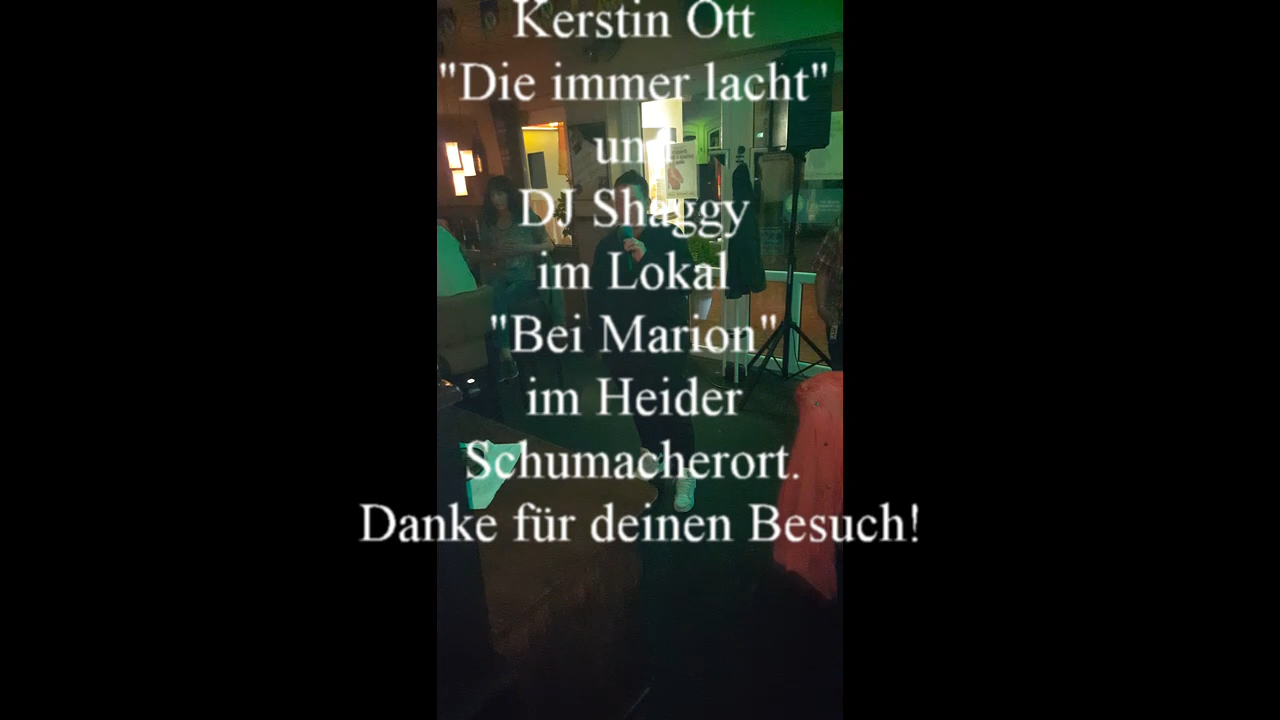 Kerstin Ott
"Die immer lacht"
und
DJ Shaggy
im Lokal
"Bei Marion"
im Heider
Schumacherort.
Danke für deinen Besuch!